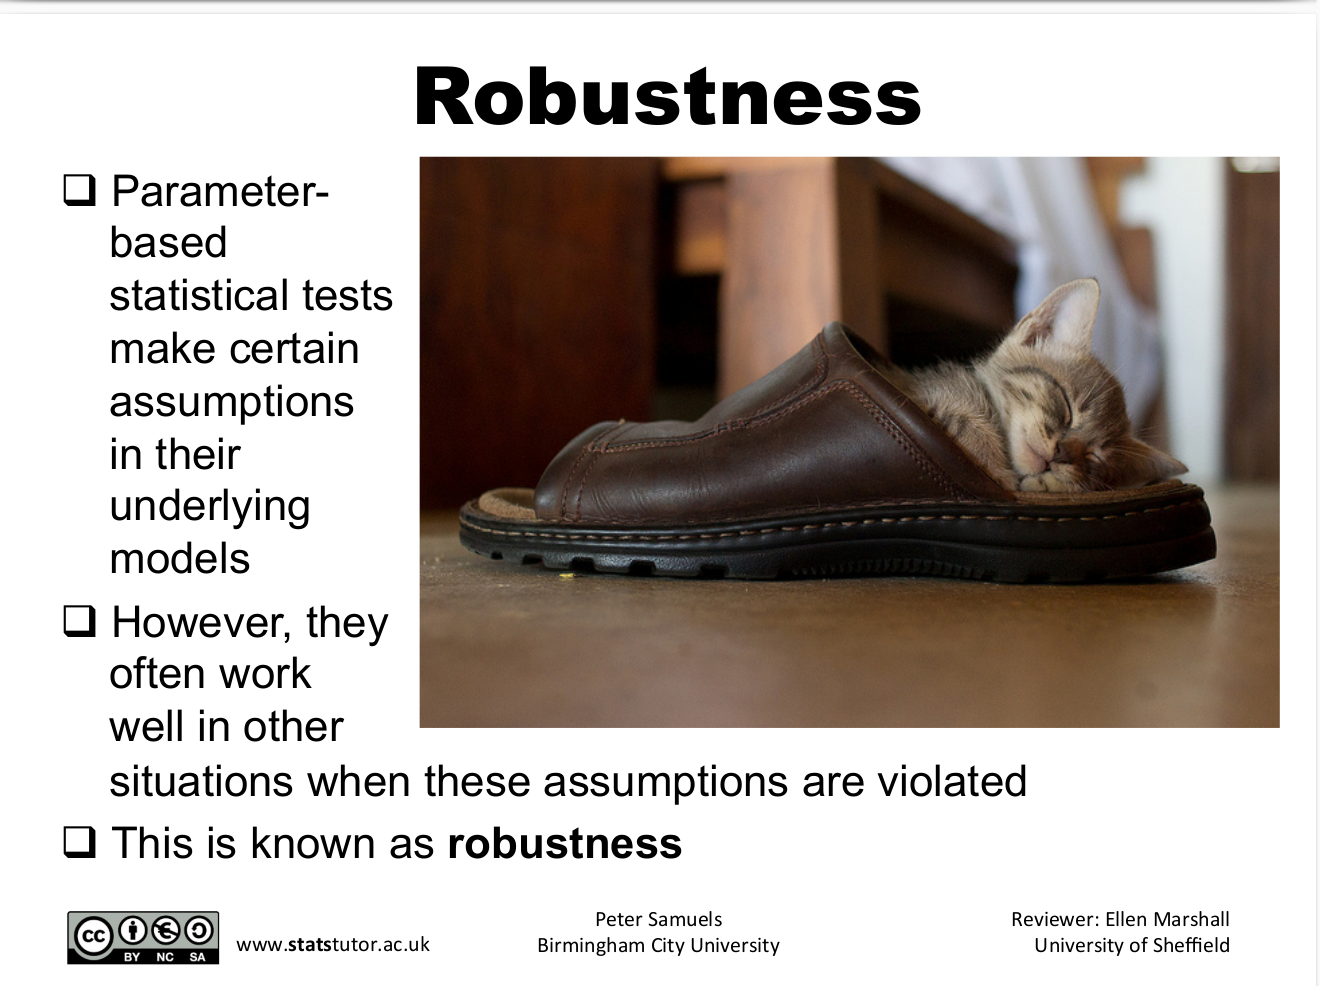 Robustness
❑ Parameter-
based
statistical tests
make certain
assumptions
in their
underlying
models
❑ However, they
often work
well in other
situations when these assumptions are violated
❑ This is known as robustness
cc BY NC SA
www.statstutor.ac.uk
Peter Samuels
Birmingham City University
Reviewer: Ellen Marshall
University of Sheffield